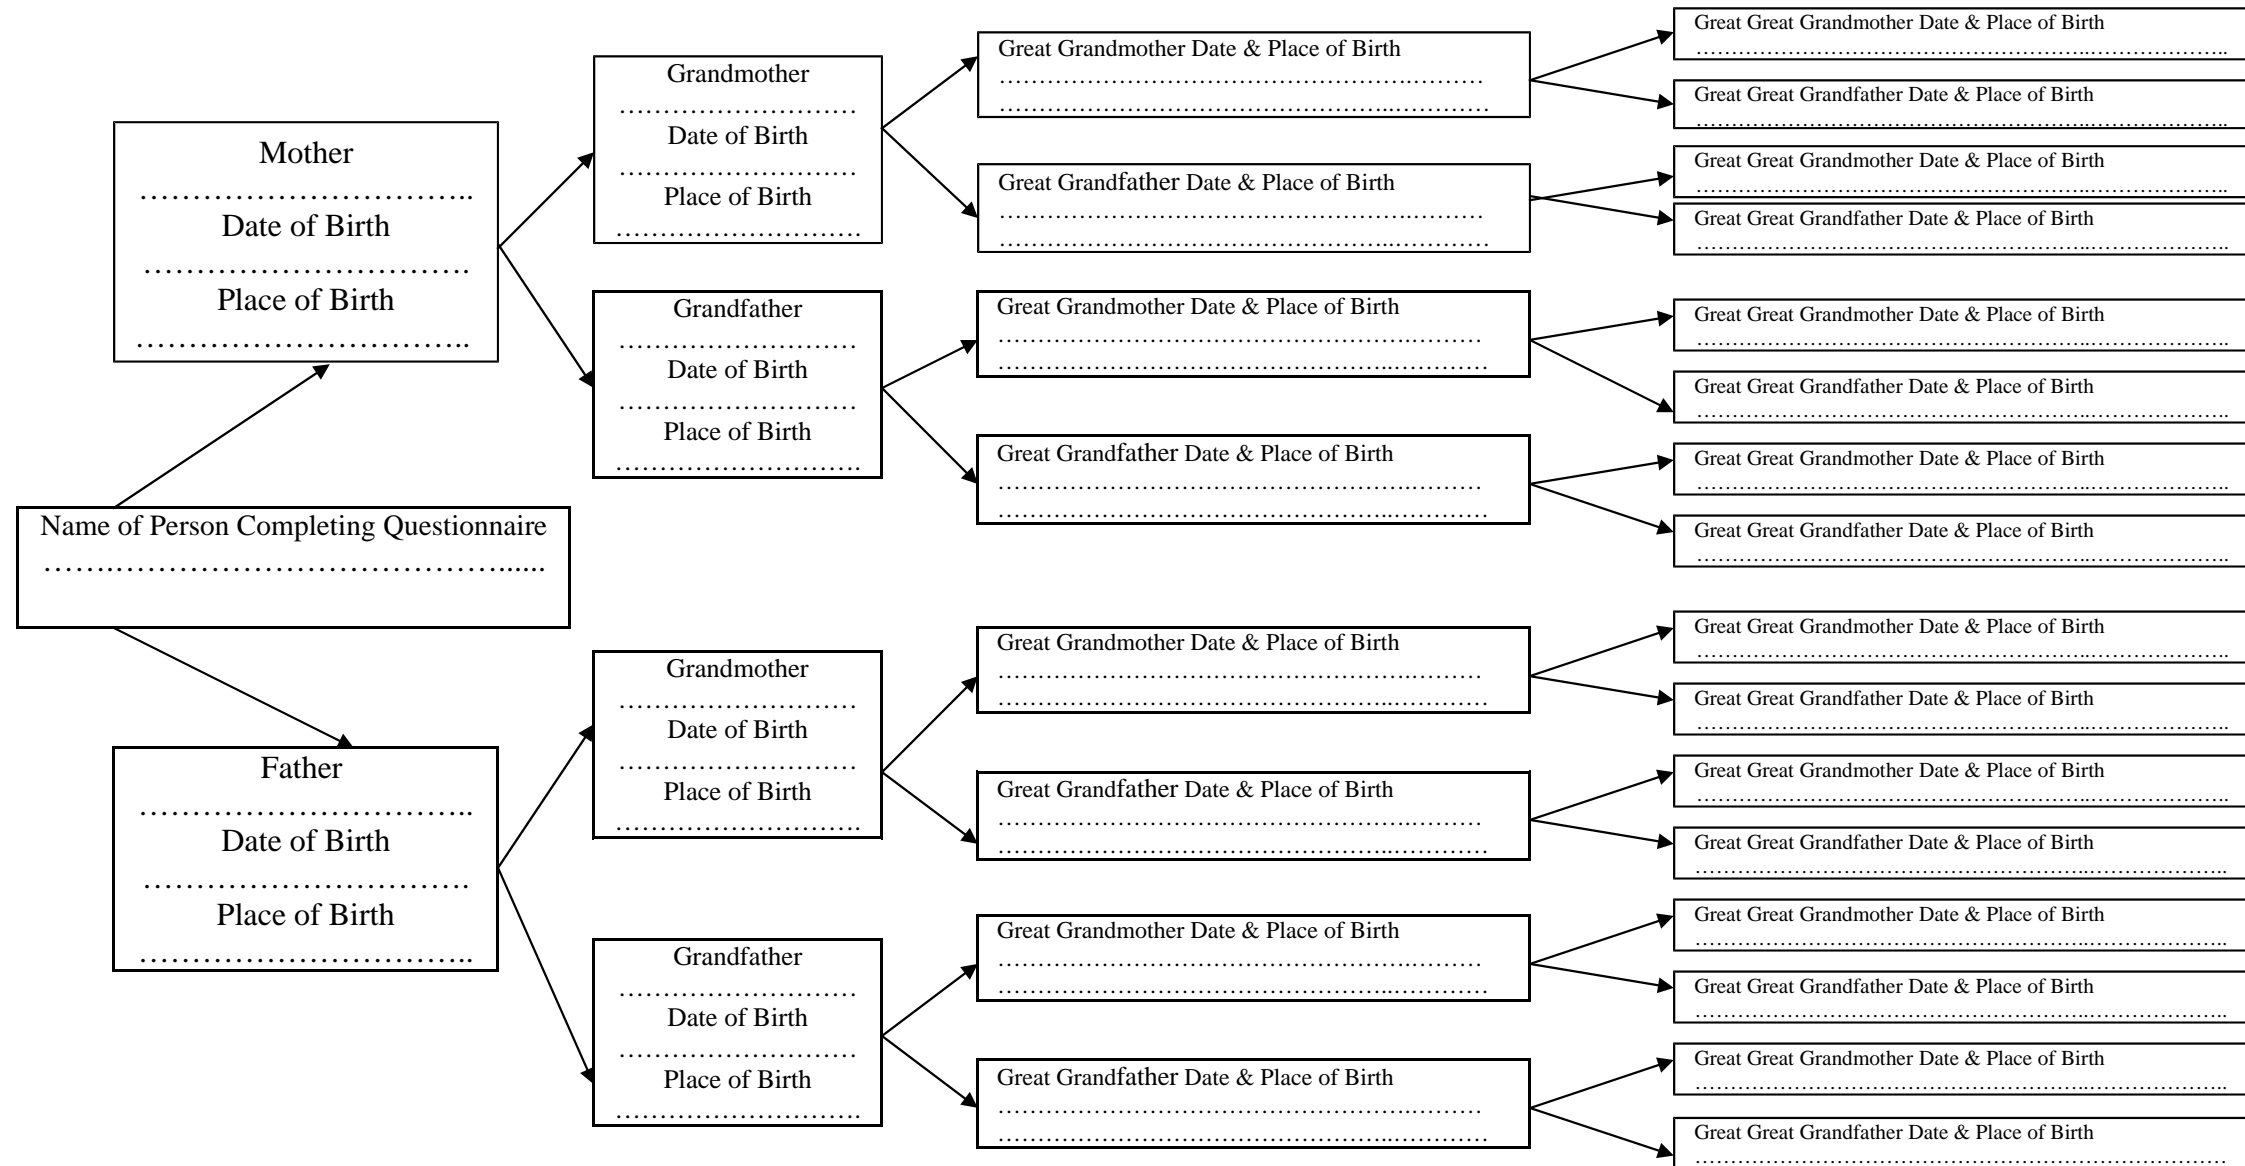 Mother
…………………………..
Date of Birth
………………………….
Place of Birth
…………………………..
Name of Person Completing Questionnaire
…….………………………………......
Father
…………………………..
Date of Birth
………………………….
Place of Birth
…………………………..
Grandmother
………………………
Date of Birth
………………………
Place of Birth
……………………….
Grandfather
………………………
Date of Birth
………………………
Place of Birth
……………………….
Grandmother
………………………
Date of Birth
………………………
Place of Birth
……………………….
Grandfather
………………………
Date of Birth
………………………
Place of Birth
……………………….
Great Grandmother Date & Place of Birth
…………………………………………….………
…………………………………………..…………
Great Grandfather Date & Place of Birth
…………………………………………….………
…………………………………………..…………
Great Grandmother Date & Place of Birth
…………………………………………….………
…………………………………………..…………
Great Grandfather Date & Place of Birth
…………………………………………….………
…………………………………………..…………
Great Grandmother Date & Place of Birth
…………………………………………….………
…………………………………………..…………
Great Grandfather Date & Place of Birth
…………………………………………….………
…………………………………………..…………
Great Grandmother Date & Place of Birth
…………………………………………….………
…………………………………………..…………
Great Grandfather Date & Place of Birth
…………………………………………….………
…………………………………………..…………
Great Great Grandmother Date & Place of Birth
………………………………………………..………………..
Great Great Grandfather Date & Place of Birth
………………………………………………..………………..
Great Great Grandmother Date & Place of Birth
………………………………………………..………………..
Great Great Grandfather Date & Place of Birth
………………………………………………..………………..
Great Great Grandmother Date & Place of Birth
………………………………………………..………………..
Great Great Grandfather Date & Place of Birth
………………………………………………..………………..
Great Great Grandmother Date & Place of Birth
………………………………………………..………………..
Great Great Grandfather Date & Place of Birth
………………………………………………..………………..
Great Great Grandmother Date & Place of Birth
………………………………………………..………………..
Great Great Grandfather Date & Place of Birth
………………………………………………..………………..
Great Great Grandmother Date & Place of Birth
………………………………………………..………………..
Great Great Grandfather Date & Place of Birth
………………………………………………..………………..
Great Great Grandmother Date & Place of Birth
………………………………………………..………………..
Great Great Grandfather Date & Place of Birth
………………………………………………..………………..
Great Great Grandmother Date & Place of Birth
………………………………………………..………………..
Great Great Grandfather Date & Place of Birth
…………………………………………………………………